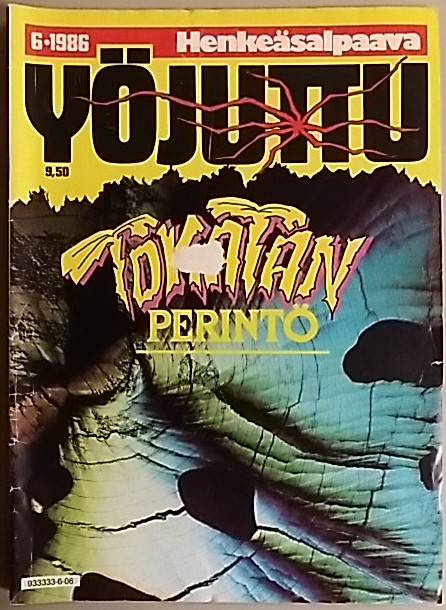 6•1986 Henkeäsalpaava
YÖJUTTU
9,50
PERINTÖ
933333-6-06